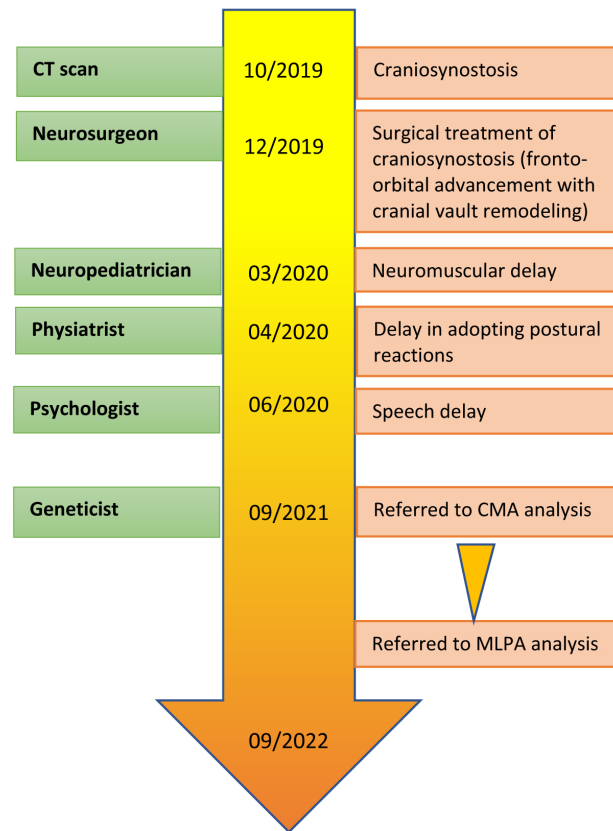 CT scan
10/2019
Craniosynostosis
Neurosurgeon
12/2019
Surgical treatment of
craniosynostosis (fronto-
orbital advancement with
cranial vault remodeling)
Neuropediatrician
03/2020
Neuromuscular delay
Physiatrist
04/2020
Delay in adopting postural
reactions
Psychologist
06/2020
Speech delay
Geneticist
09/2021
Referred to CMA analysis
Referred to MLPA analysis
09/2022